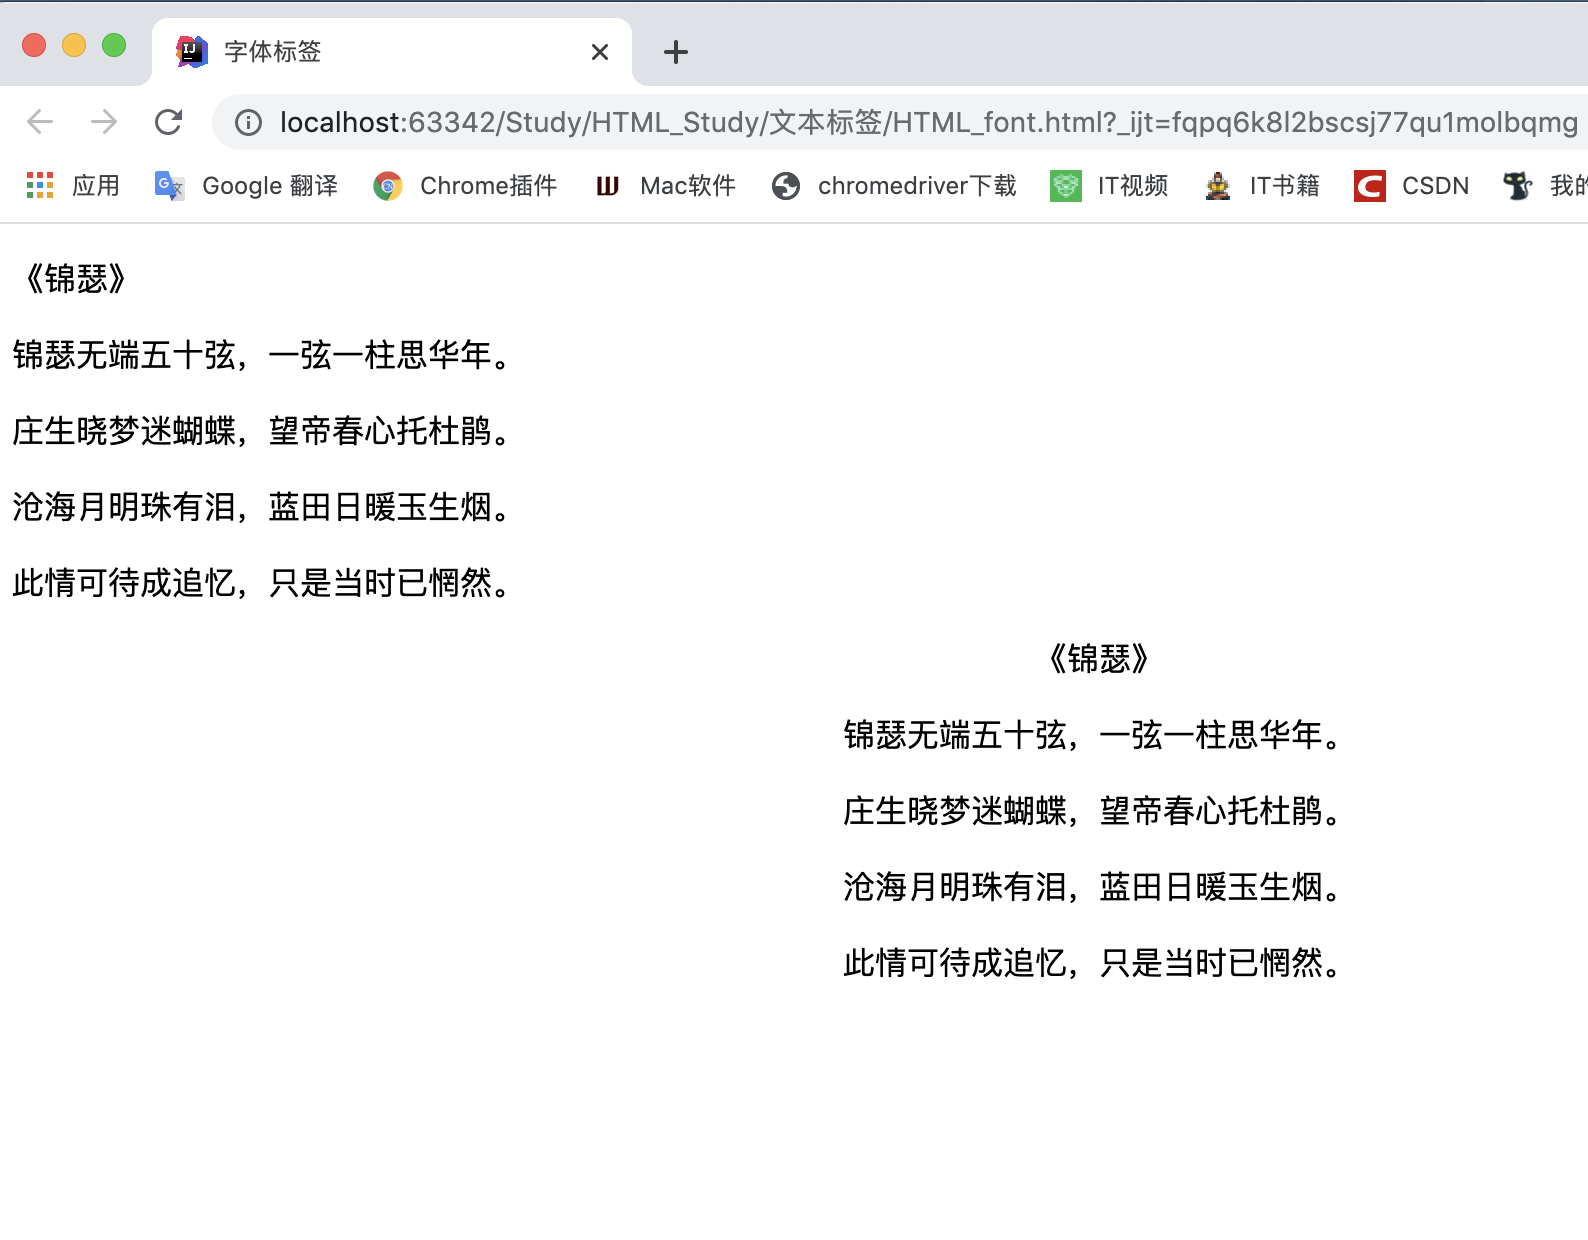 字体标签
localhost:63342/Study/HTML_Study/文本标签/HTML_font.html?_ijt=fqpq6k8l2bscsj77qu1molbqmg
应用 Google 翻译 Chrome插件 Mac软件 chromedriver下载 IT视频 IT书籍 CSDN 我的
《锦瑟》
锦瑟无端五十弦，一弦一柱思华年。
庄生晓梦迷蝴蝶，望帝春心托杜鹃。
沧海月明珠有泪，蓝田日暖玉生烟。
此情可待成追忆，只是当时已惘然。
《锦瑟》
锦瑟无端五十弦，一弦一柱思华年。
庄生晓梦迷蝴蝶，望帝春心托杜鹃。
沧海月明珠有泪，蓝田日暖玉生烟。
此情可待成追忆，只是当时已惘然。